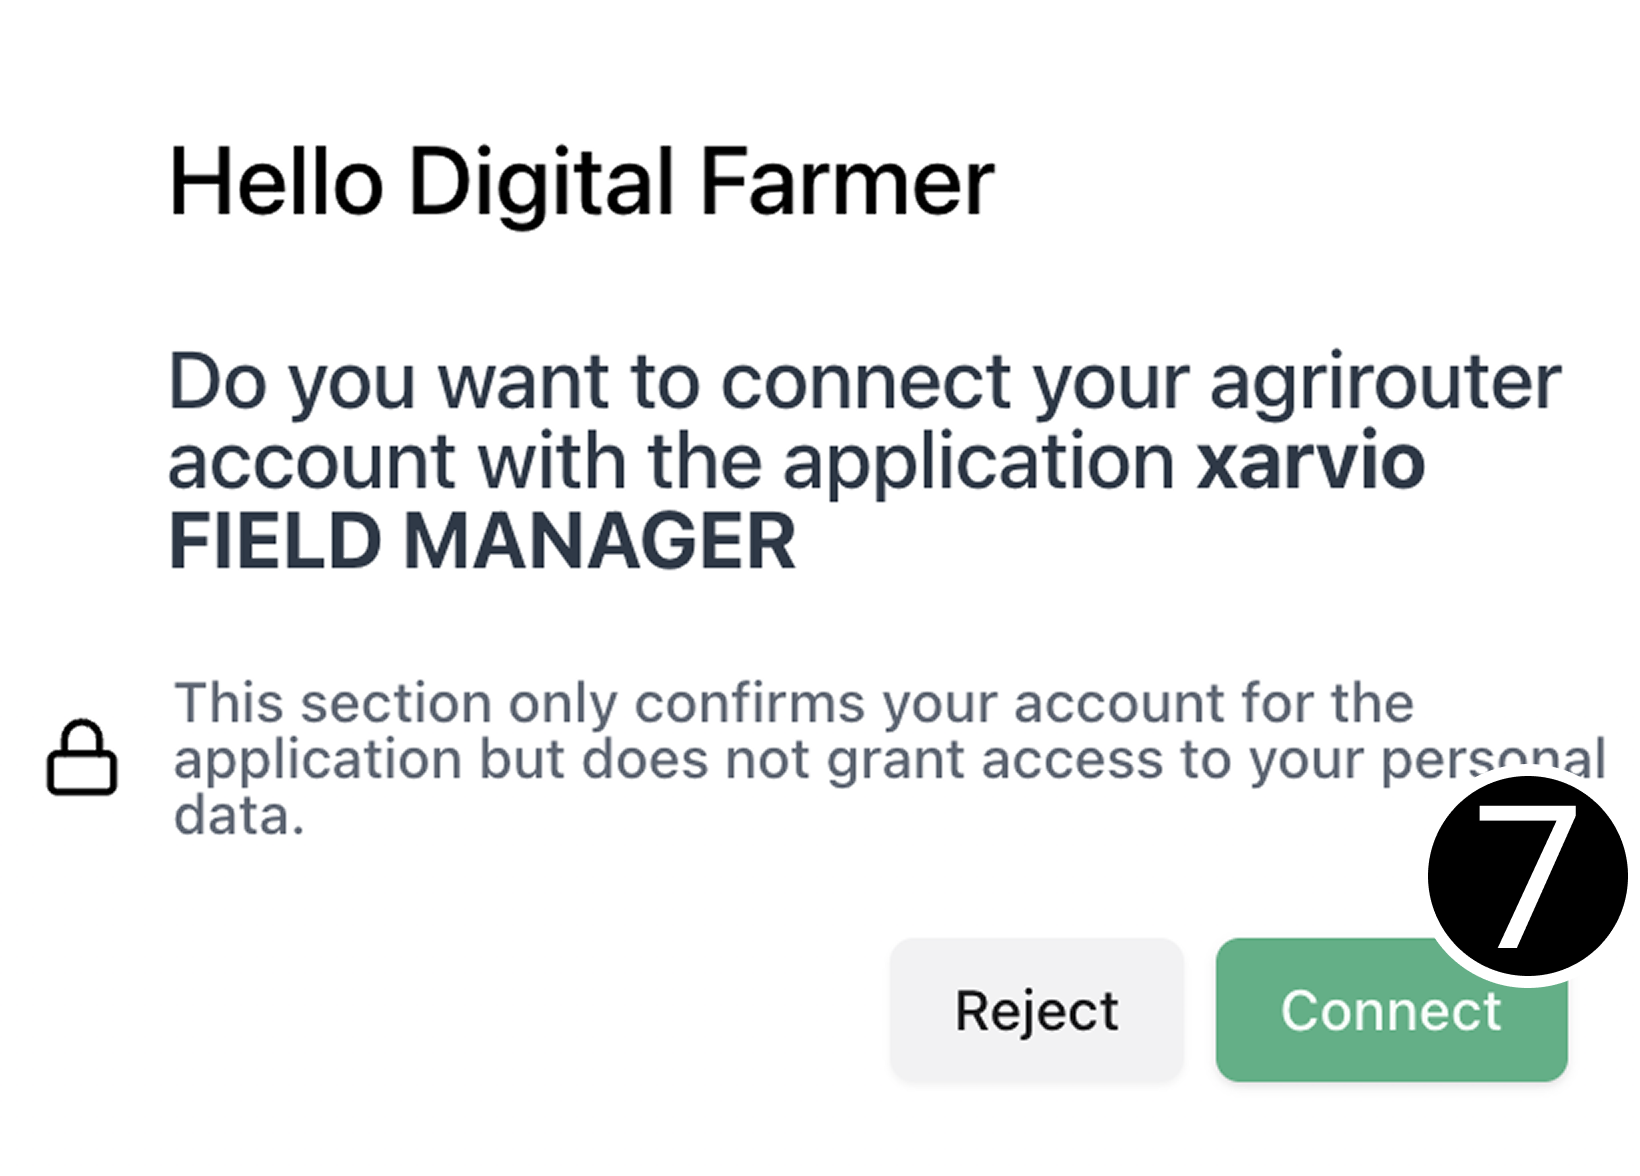 Hello Digital Farmer
Do you want to connect your agrirouter
account with the application xarvio
FIELD MANAGER
This section only confirms your account for the
application but does not grant access to your personal
data.
7
Reject
Connect